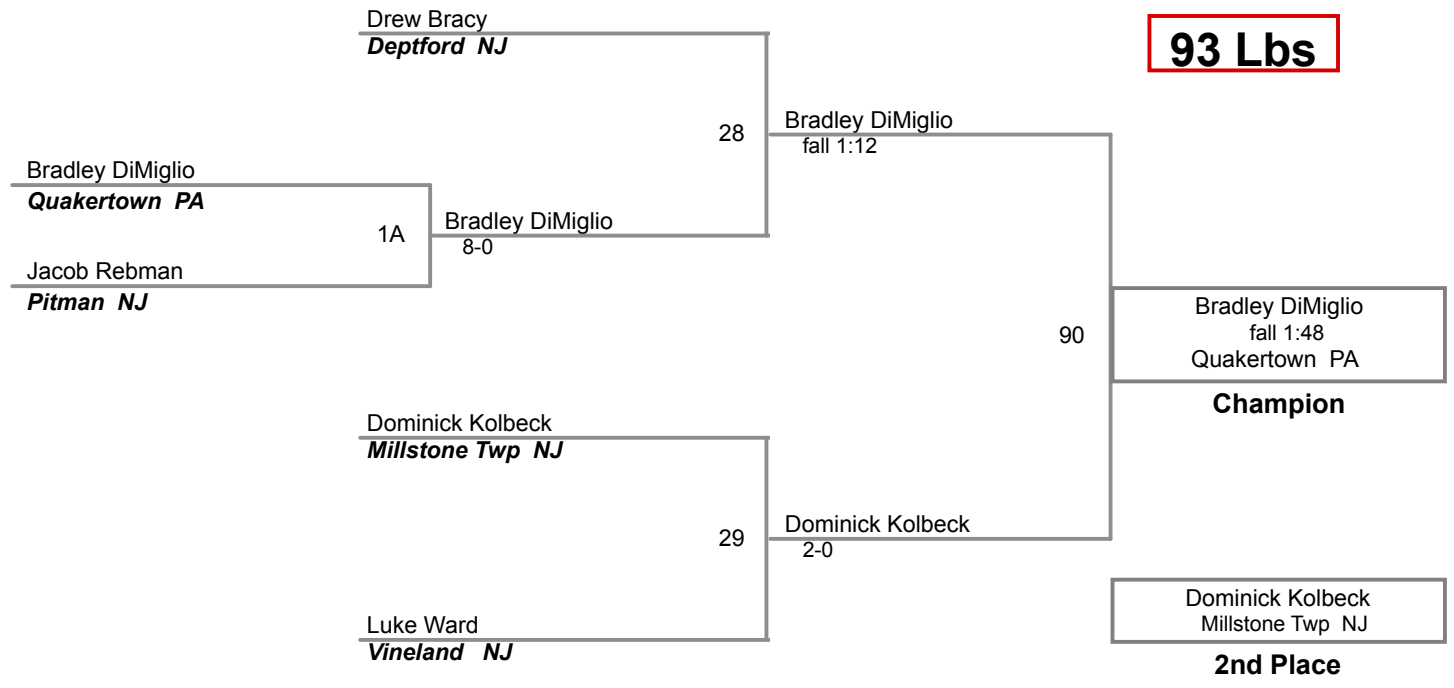 Drew Bracy
Deptford NJ
93 Lbs
28
Bradley DiMiglio
fall 1:12
Bradley DiMiglio
Quakertown PA
1A
Bradley DiMiglio
8-0
Jacob Rebman
Pitman NJ
90
Bradley DiMiglio
fall 1:48
Quakertown PA
Champion
Dominick Kolbeck
Millstone Twp NJ
29
Dominick Kolbeck
2-0
Luke Ward
Vineland NJ
Dominick Kolbeck
Millstone Twp NJ
2nd Place